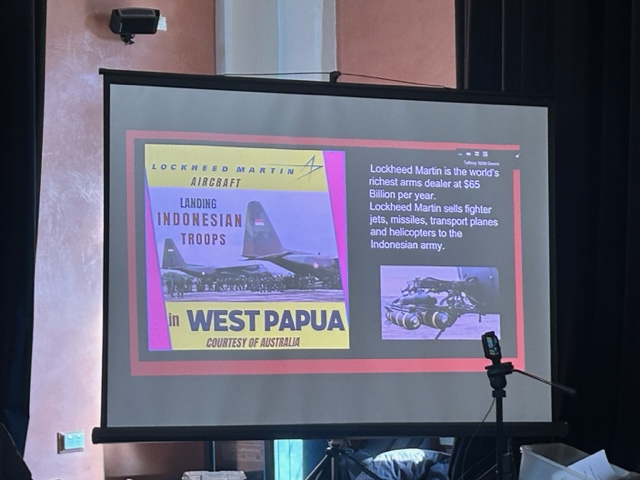 LOCKHEED MARTIN
AIRCRAFT
LANDING
INDONESIAN
TROOPS
in WEST PAPUA
COURTESY OF AUSTRALIA
Lockheed Martin is the world's
richest arms dealer at $65
Billion per year.
Lockheed Martin sells fighter
jets, missiles, transport planes
and helicopters to the
Indonesian army.